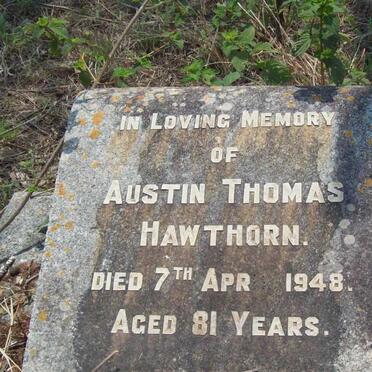 IN LOVING MEMORY
OF
AUSTIN THOMAS
HAWTHORN.
DIED 7TH APR 1948.
AGED 81 YEARS.